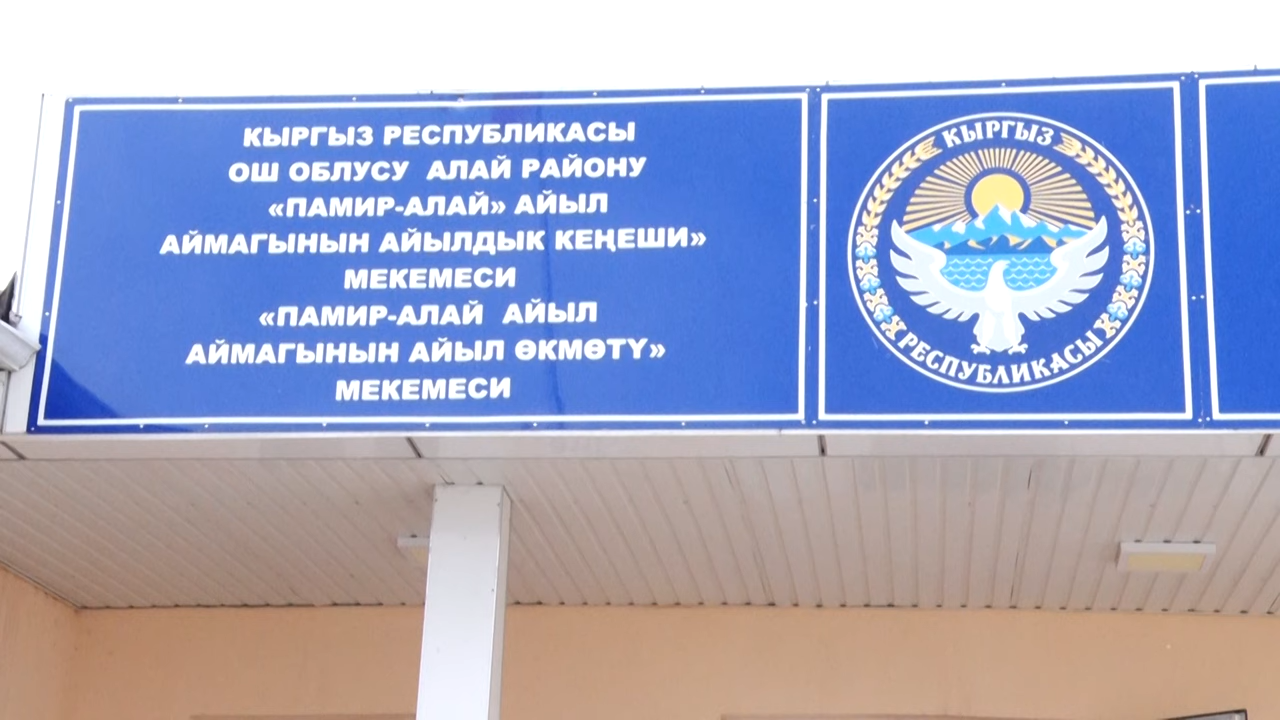 КЫРГЫЗ РЕСПУБЛИКАСЫ
ОШ ОБЛУСУ АЛАЙ РАЙОНУ
«ПАМИР-АЛАЙ» АЙЫЛ
АЙМАГЫНЫН АЙЫЛДЫК КЕҢЕШИ»
МЕКЕМЕСИ
«ПАМИР-АЛАЙ АЙЫЛ
АЙМАГЫНЫН АЙЫЛ ӨКМӨТҮ»
МЕКЕМЕСИ
КЫРГЫЗ
РЕСПУБЛИКАСЫ